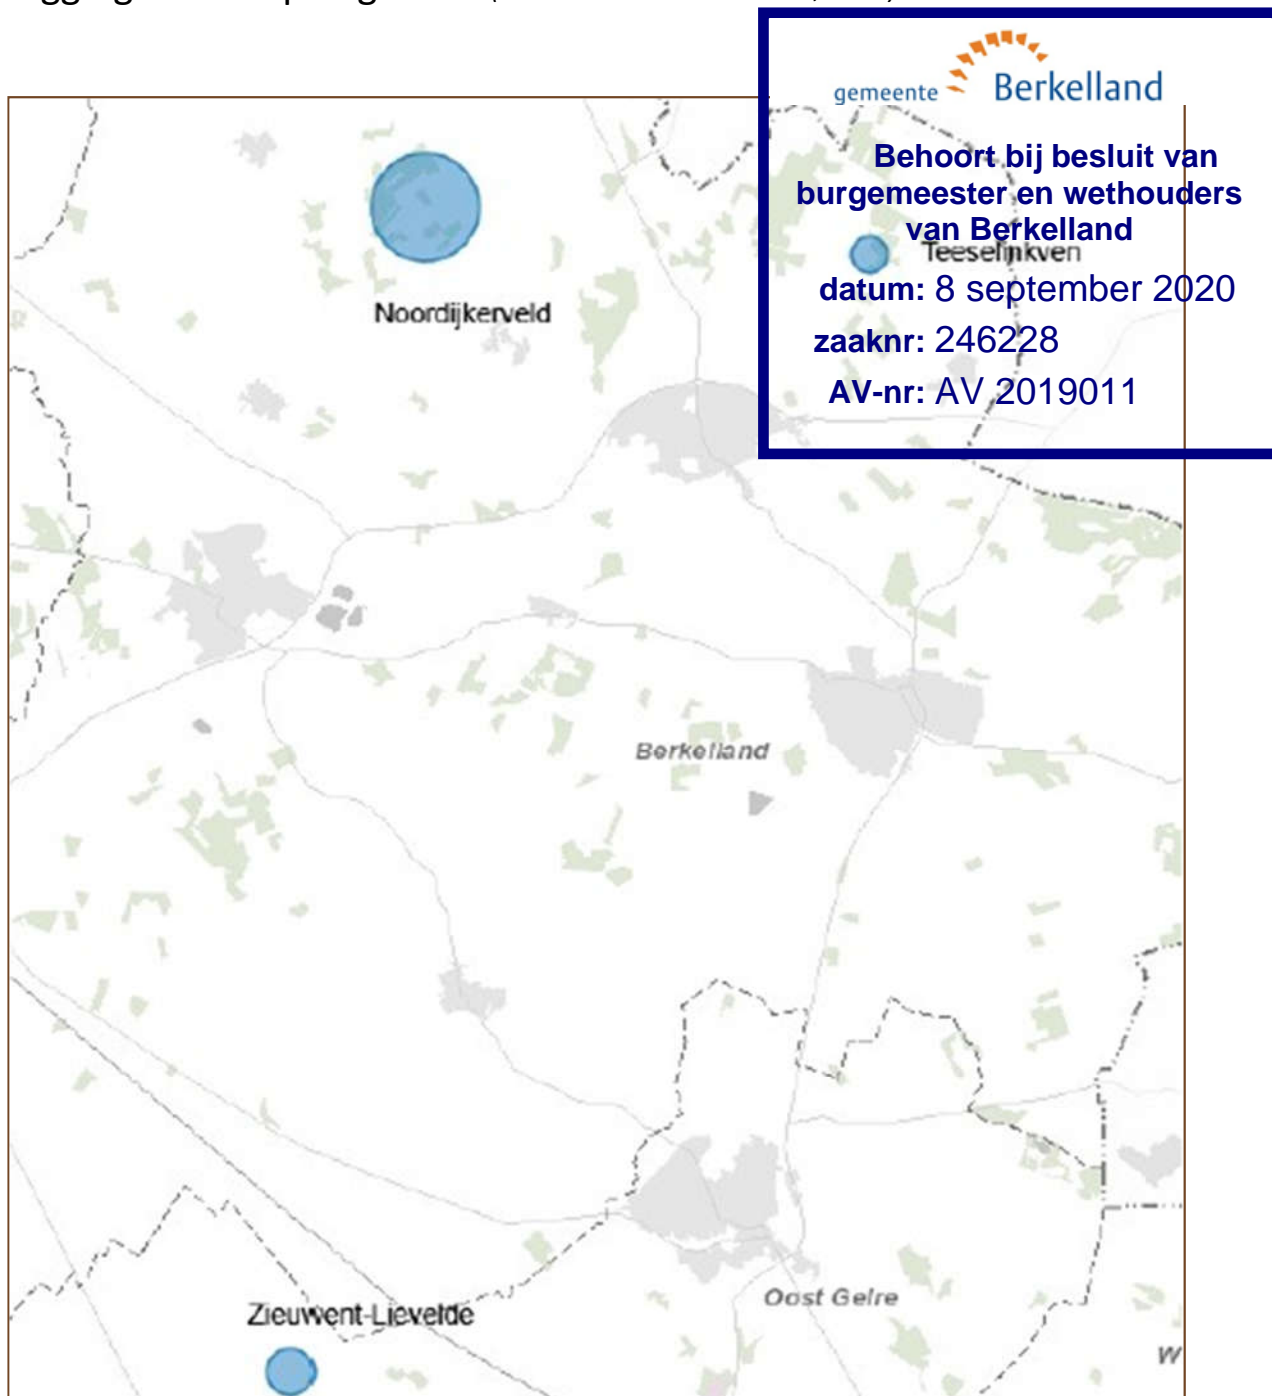 gemeente Berkelland
Behoort bij besluit van
burgemeester en wethouders
van Berkelland
Teeselinkven
datum: 8 september 2020
zaaknr: 246228
AV-nr: AV 2019011
Noordijkerveld
Berkelland
Oost Gelre
Zieuwent-Lievelde
W